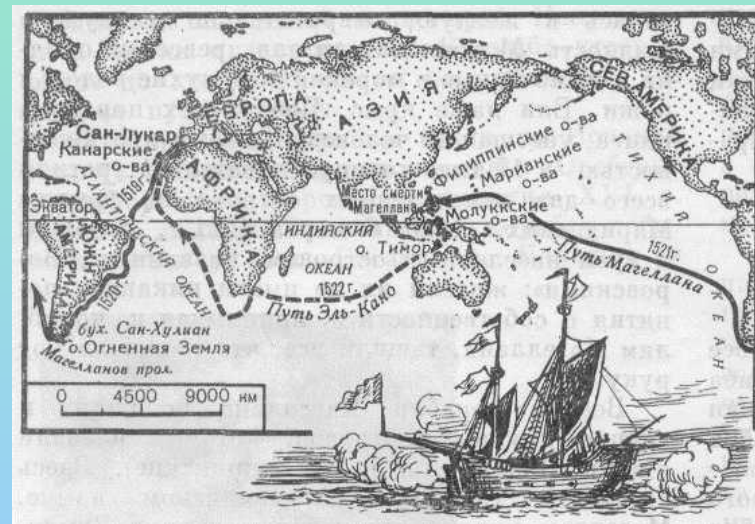 ЕВРОПА
АЗИЯ
СЕВ. АМЕРИКА
Сан-Лукар
Канарские
о-ва
АФРИКА
Филиппинские о-ва
Марианские
о-ва
Место смерти
Магеллана
Молуккские
о-ва
Экватор
АТЛАНТИЧЕСКИЙ
ОКЕАН
1519г.
ИНДИЙСКИЙ
ОКЕАН
о. Тимор
ТИХИЙ
ОКЕАН
ЮЖН.
АМЕРИКА
1522г.
Путь Эль-Кано
Путь Магеллана
1521г.
бух. Сан-Хулиан
о.Огненная Земля
Магелланов прол.
0 4500 9000 км